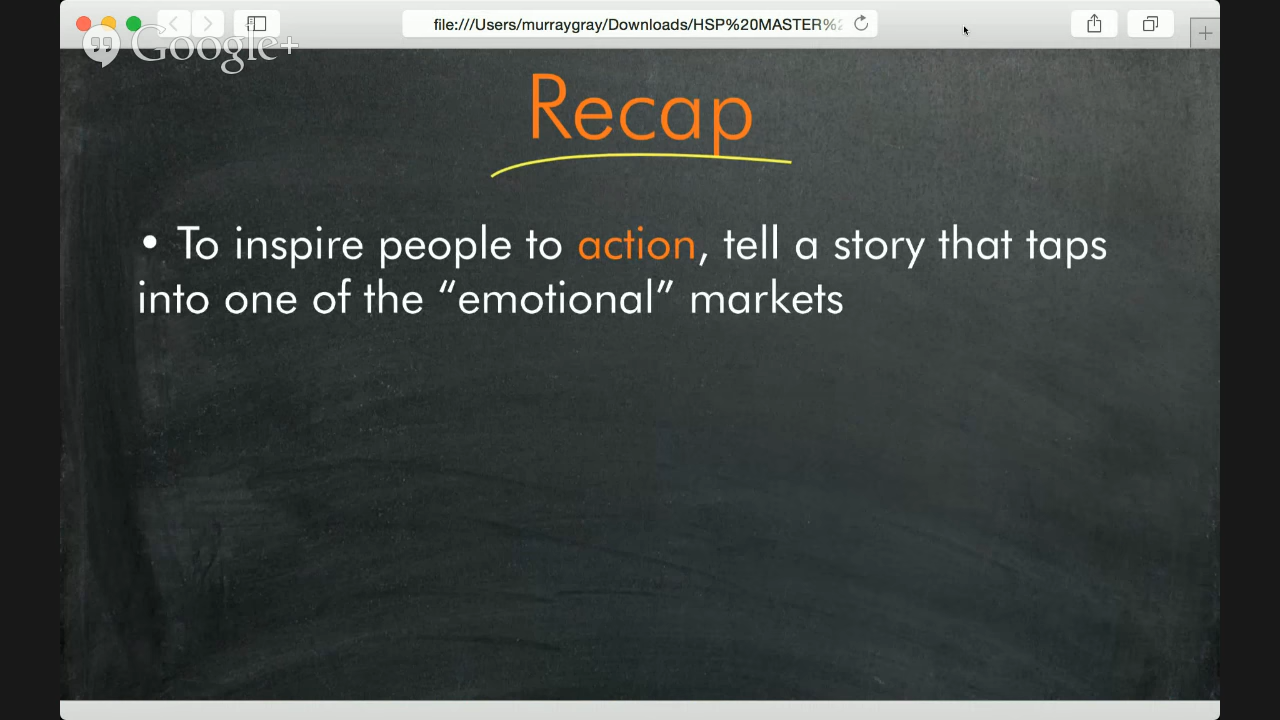 file:///Users/murraygray/Downloads/HSP%20MASTER%2
Google+
Recap
• To inspire people to action, tell a story that taps
into one of the “emotional” markets